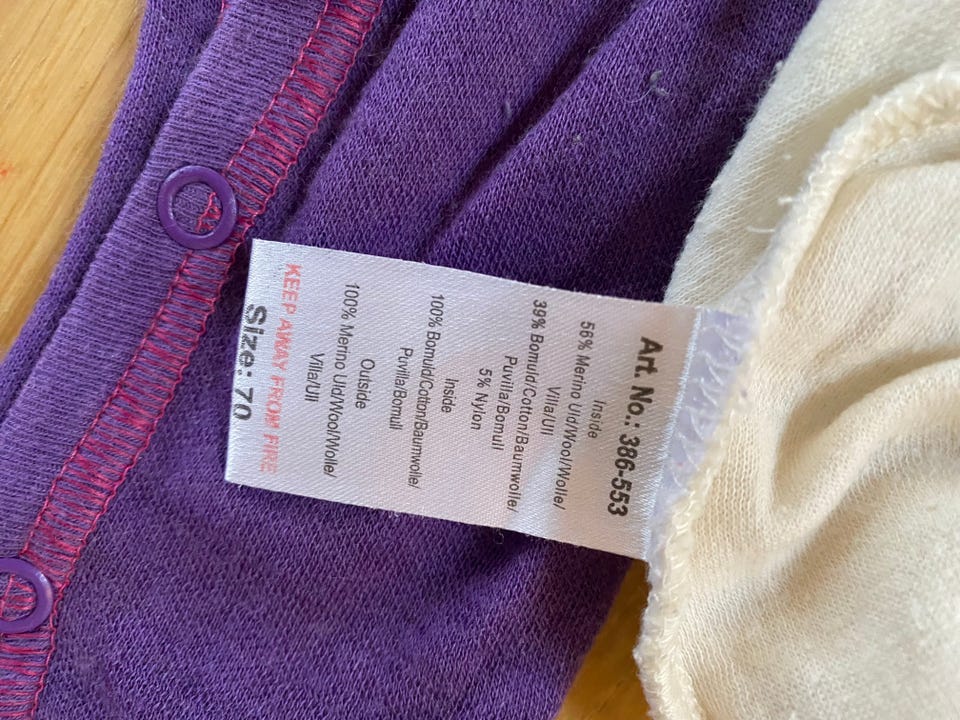 Art. No.: 386-553
Inside
56% Merino Uld/Wool/Wolle/
Villa/Ull
39% Bomuld/Cotton/Baumwolle/
Puvilla/Bomull
5% Nylon
Inside
100% Bomuld/Cotton/Baumwolle/
Puvilla/Bomull
Outside
100% Merino Uld/Wool/Wolle/
Villa/Ull
KEEP AWAY FROM FIRE
Size: 70